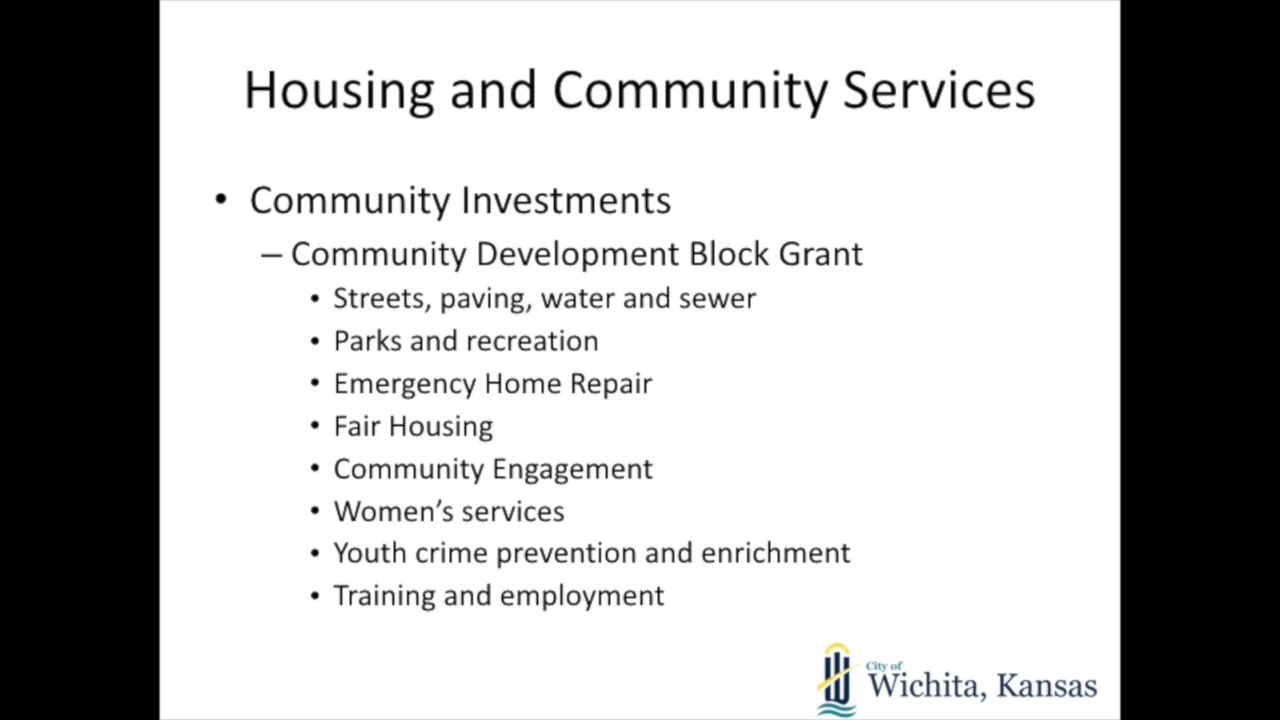 Housing and Community Services
• Community Investments
– Community Development Block Grant
• Streets, paving, water and sewer
• Parks and recreation
• Emergency Home Repair
• Fair Housing
• Community Engagement
• Women’s services
• Youth crime prevention and enrichment
• Training and employment
City of
Wichita, Kansas